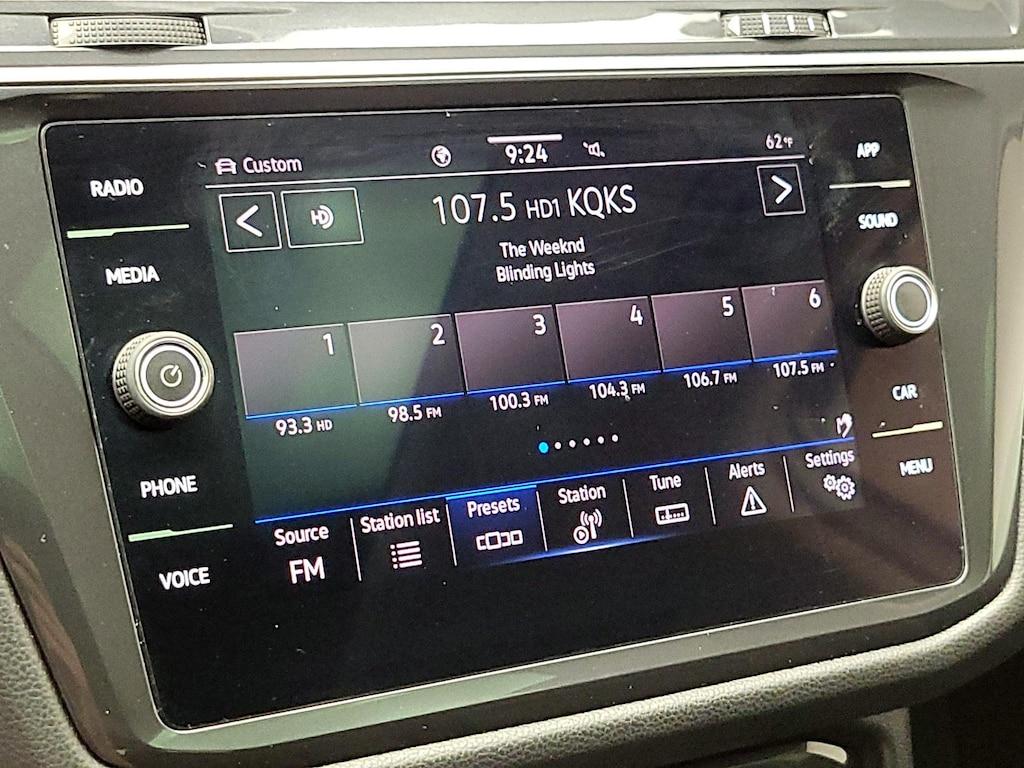 RADIO
MEDIA
PHONE
VOICE
Custom
9:24
62°F
HD
107.5 HD1 KQKS
The Weeknd
Blinding Lights
1
2
3
4
5
6
93.3 HD
98.5 FM
100.3 FM
104.3 FM
106.7 FM
107.5 FM
Source
FM
Station list
Presets
Station
Tune
Alerts
Settings
APP
SOUND
CAR
MENU